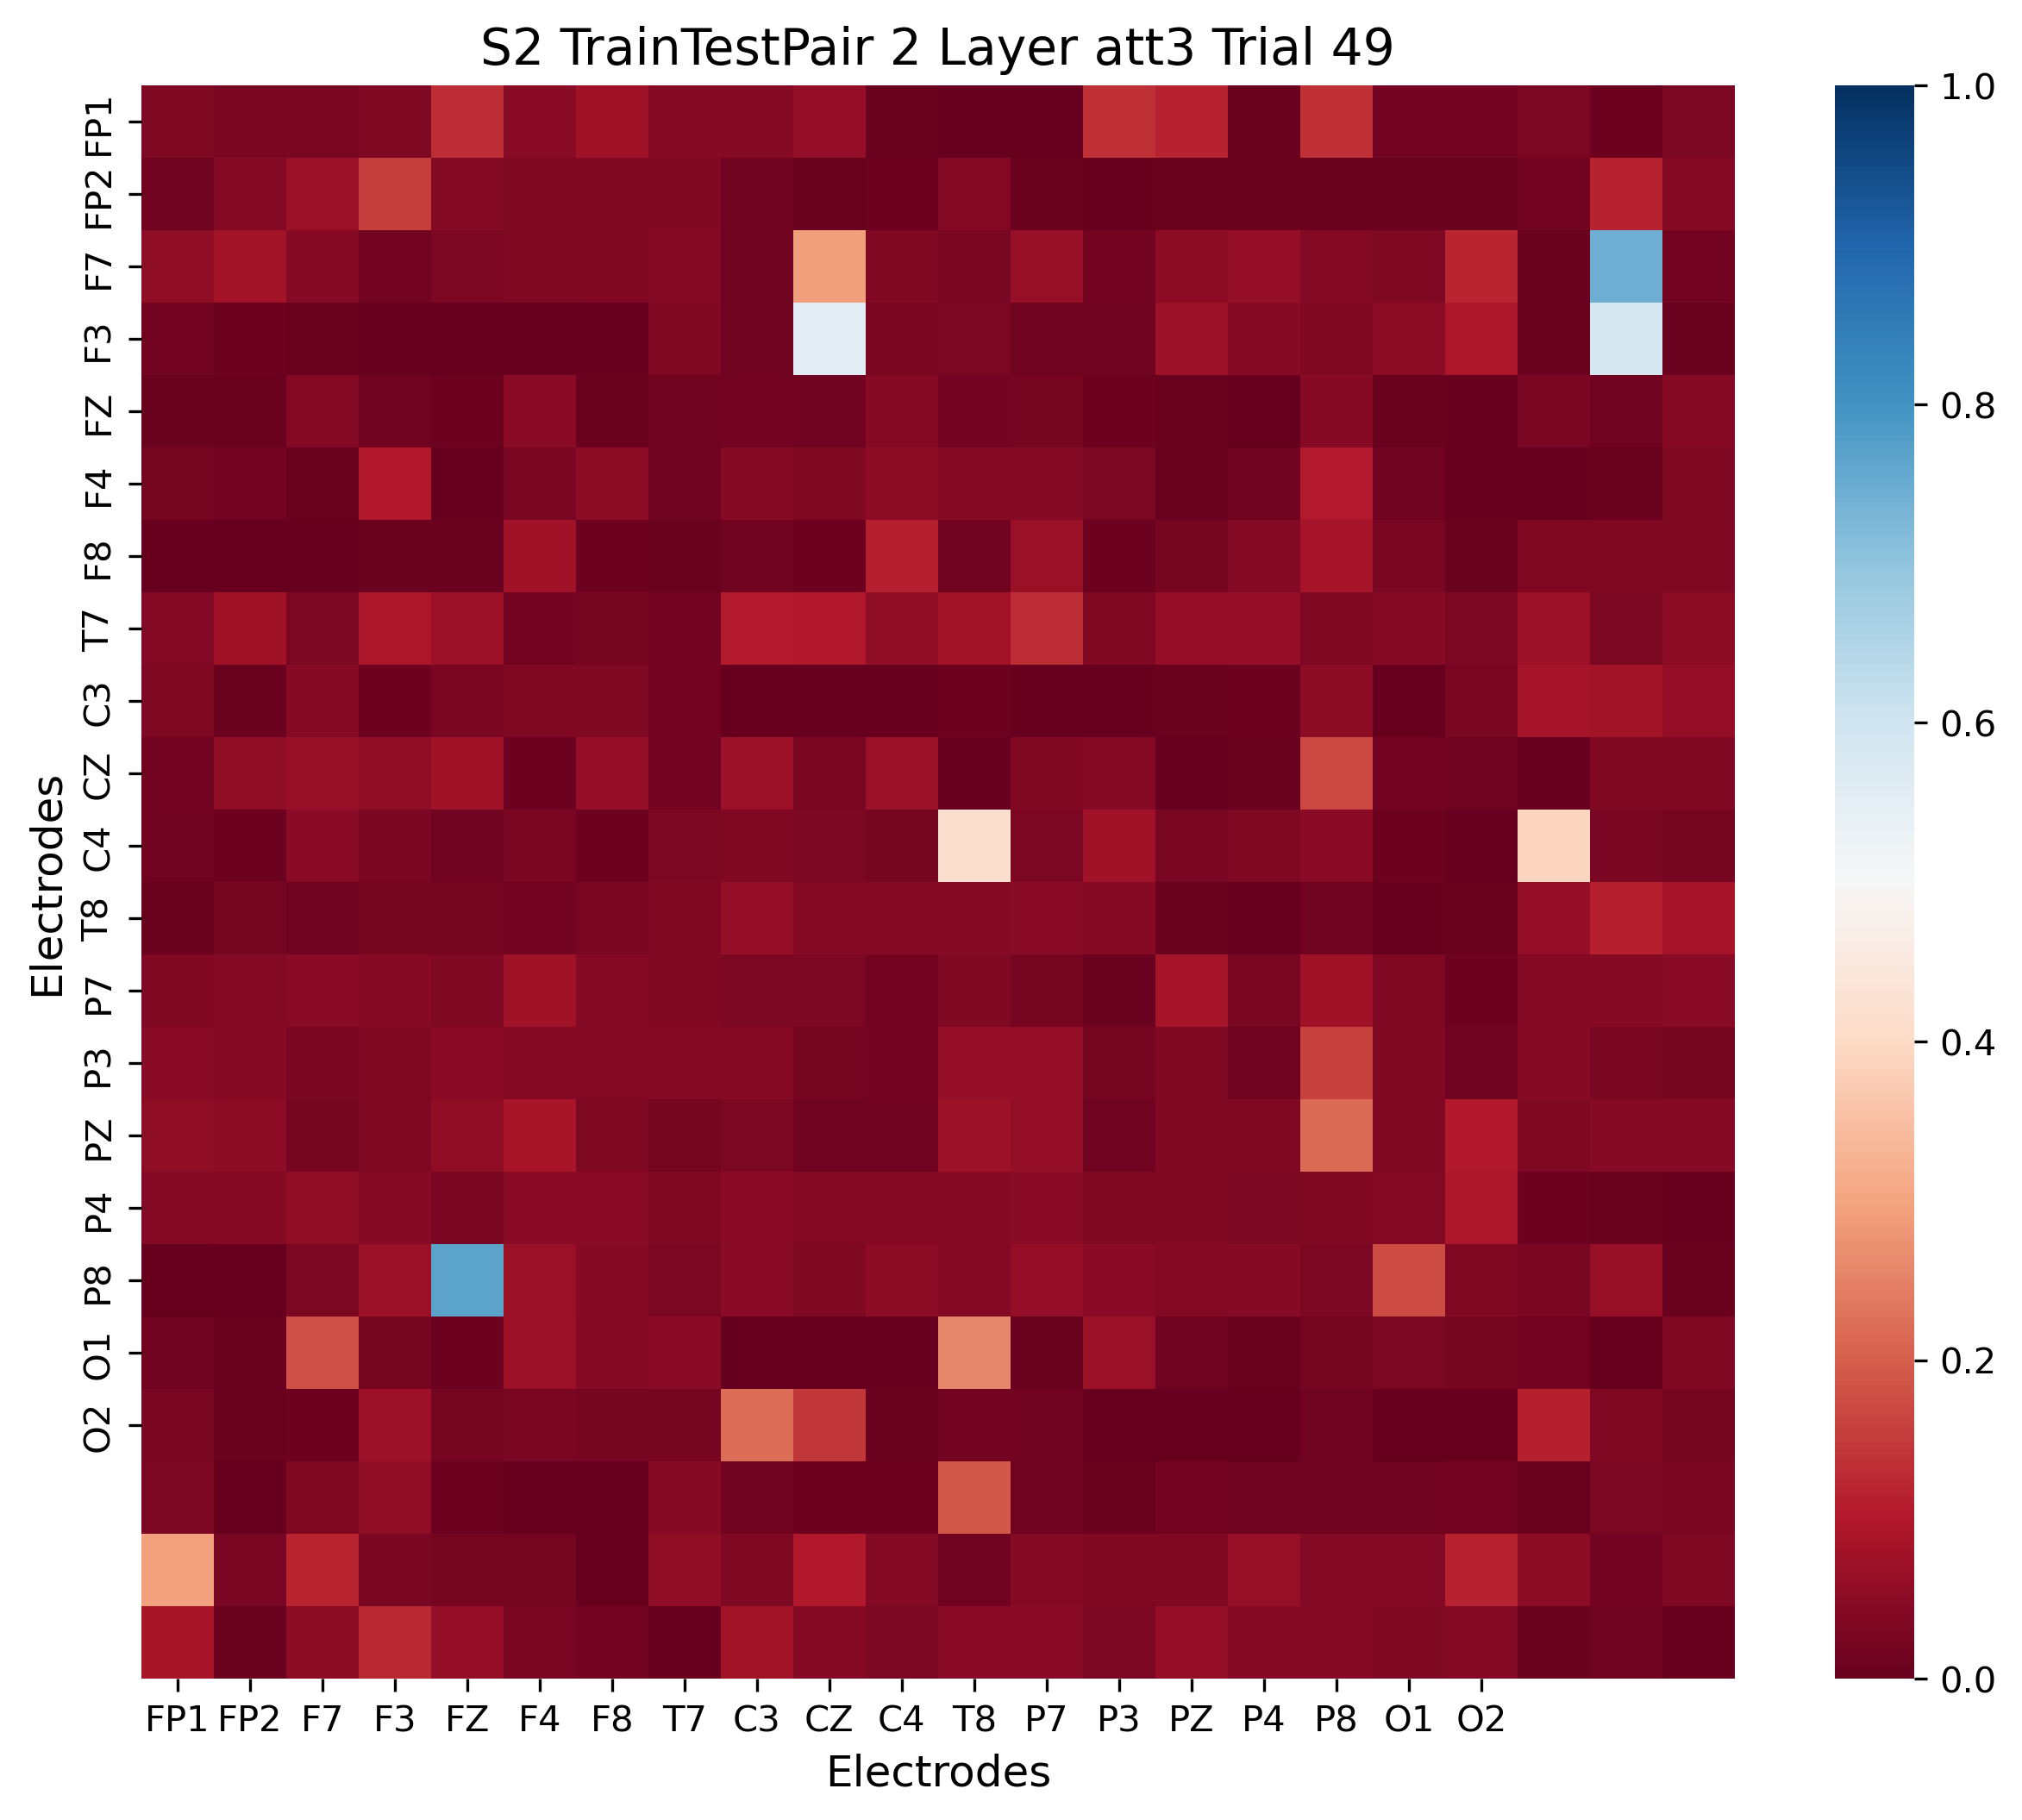 S2 TrainTestPair 2 Layer att3 Trial 49
Electrodes
FP1
FP2
F7
F3
FZ
F4
F8
T7
C3
CZ
C4
T8
P7
P3
PZ
P4
P8
O1
O2
1.0
0.8
0.6
0.4
0.2
0.0
FP1 FP2 F7 F3 FZ F4 F8 T7 C3 CZ C4 T8 P7 P3 PZ P4 P8 O1 O2
Electrodes